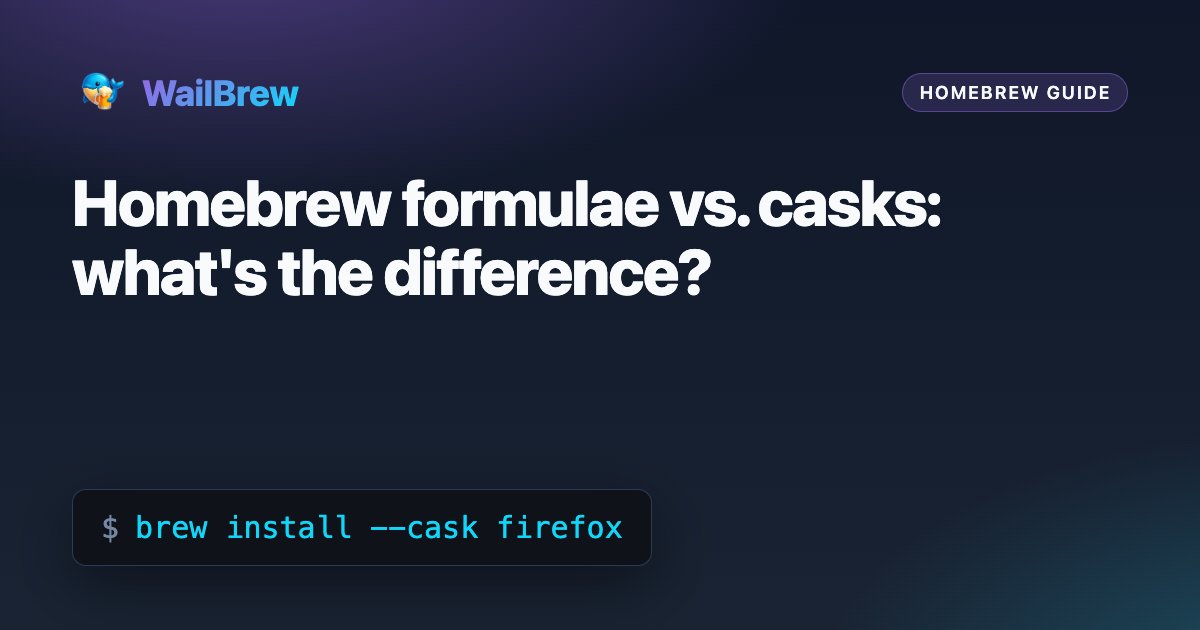 WailBrew
HOMEBREW GUIDE
Homebrew formulae vs. casks:
what's the difference?
$ brew install --cask firefox